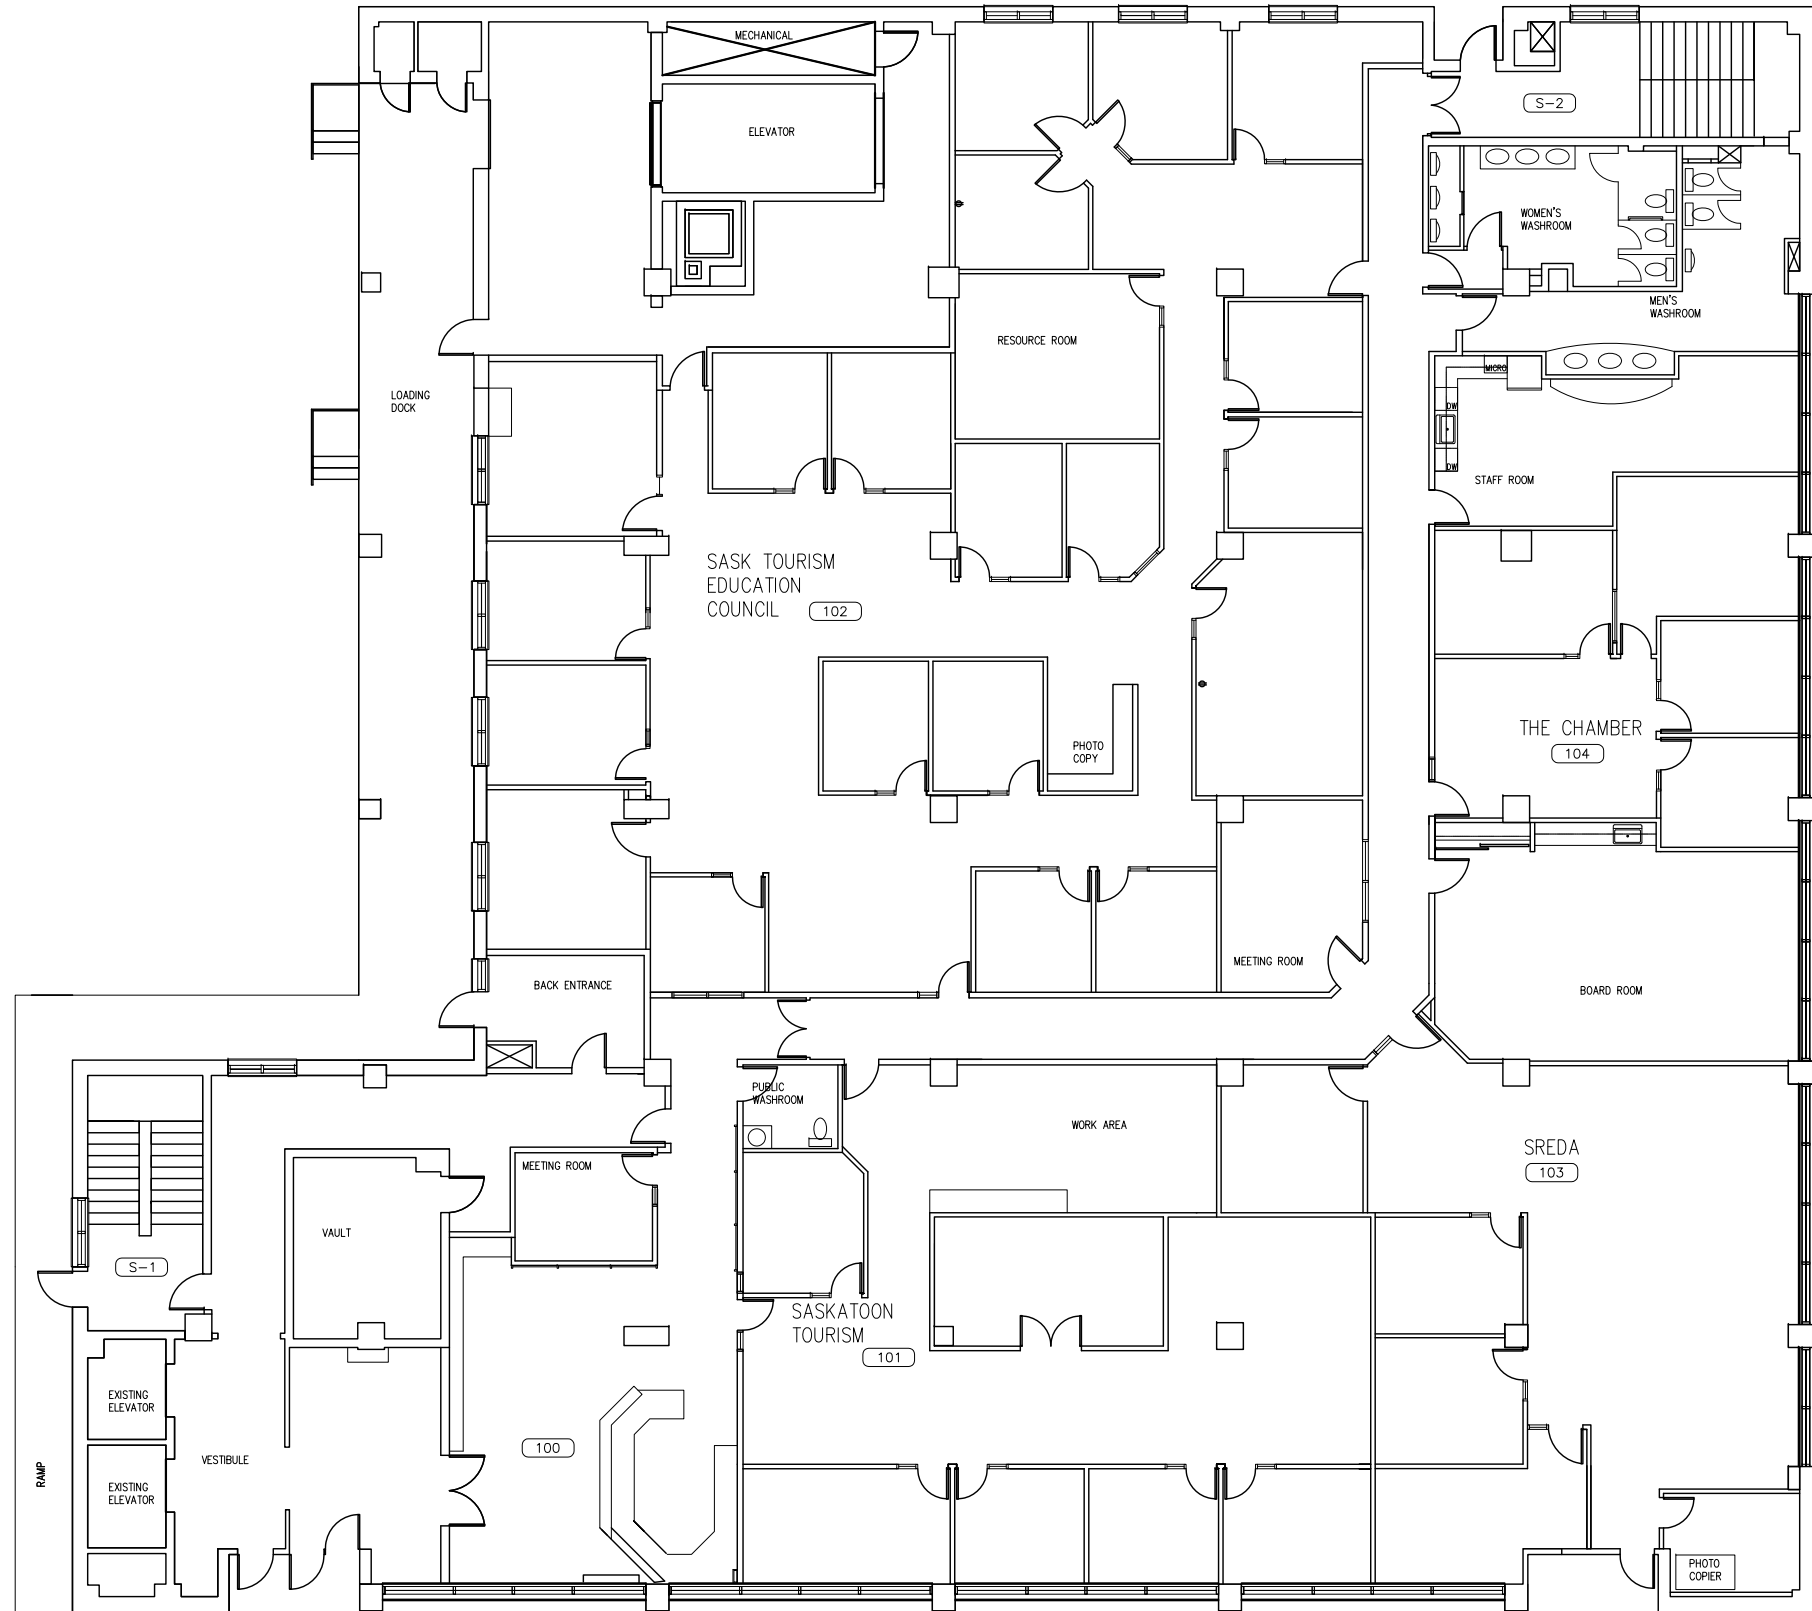 MECHANICAL
ELEVATOR
S-2
WOMEN'S
WASHROOM
MEN'S
WASHROOM
RESOURCE ROOM
LOADING
DOCK
MICRO
DW
DW
STAFF ROOM
SASK TOURISM
EDUCATION
COUNCIL
102
PHOTO
COPY
THE CHAMBER
104
MEETING ROOM
BACK ENTRANCE
BOARD ROOM
PUBLIC
WASHROOM
WORK AREA
MEETING ROOM
SREDA
103
VAULT
S-1
SASKATOON
TOURISM
101
EXISTING
ELEVATOR
100
VESTIBULE
RAMP
EXISTING
ELEVATOR
PHOTO
COPIER